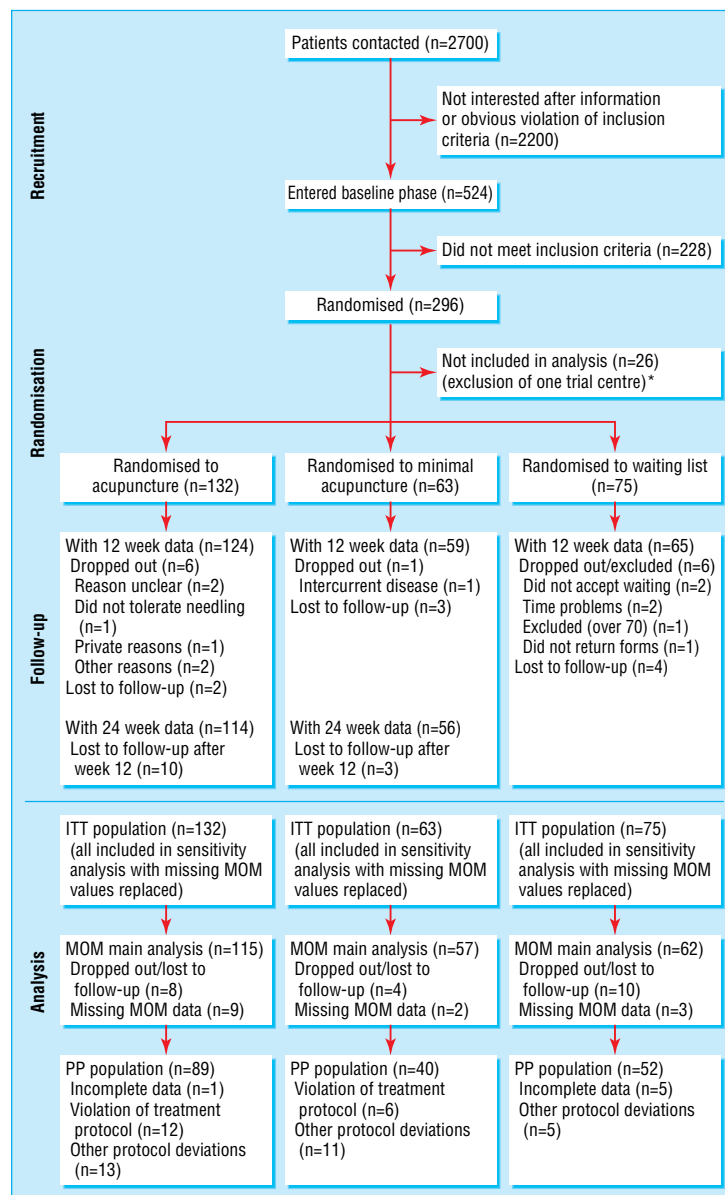 Patients contacted (n=2700)
Not interested after information
or obvious violation of inclusion
criteria (n=2200)
Recruitment
Entered baseline phase (n=524)
Did not meet inclusion criteria (n=228)
Randomised (n=296)
Not included in analysis (n=26)
(exclusion of one trial centre)*
Randomisation
Randomised to
acupuncture (n=132)
Randomised to minimal
acupuncture (n=63)
Randomised to waiting list
(n=75)
Follow-up
With 12 week data (n=124)
Dropped out (n=6)
Reason unclear (n=2)
Did not tolerate needling
(n=1)
Private reasons (n=1)
Other reasons (n=2)
Lost to follow-up (n=2)
With 24 week data (n=114)
Lost to follow-up after
week 12 (n=10)
With 12 week data (n=59)
Dropped out (n=1)
Intercurrent disease (n=1)
Lost to follow-up (n=3)
With 24 week data (n=56)
Lost to follow-up after
week 12 (n=3)
With 12 week data (n=65)
Dropped out/excluded (n=6)
Did not accept waiting (n=2)
Time problems (n=2)
Excluded (over 70) (n=1)
Did not return forms (n=1)
Lost to follow-up (n=4)
Analysis
ITT population (n=132)
(all included in sensitivity
analysis with missing MOM
values replaced)
ITT population (n=63)
(all included in sensitivity
analysis with missing MOM
values replaced)
ITT population (n=75)
(all included in sensitivity
analysis with missing MOM
values replaced)
MOM main analysis (n=115)
Dropped out/lost to
follow-up (n=8)
Missing MOM data (n=9)
MOM main analysis (n=57)
Dropped out/lost to
follow-up (n=4)
Missing MOM data (n=2)
MOM main analysis (n=62)
Dropped out/lost to
follow-up (n=10)
Missing MOM data (n=3)
PP population (n=89)
Incomplete data (n=1)
Violation of treatment
protocol (n=12)
Other protocol deviations
(n=13)
PP population (n=40)
Violation of treatment
protocol (n=6)
Other protocol deviations
(n=11)
PP population (n=52)
Incomplete data (n=5)
Other protocol deviations
(n=5)